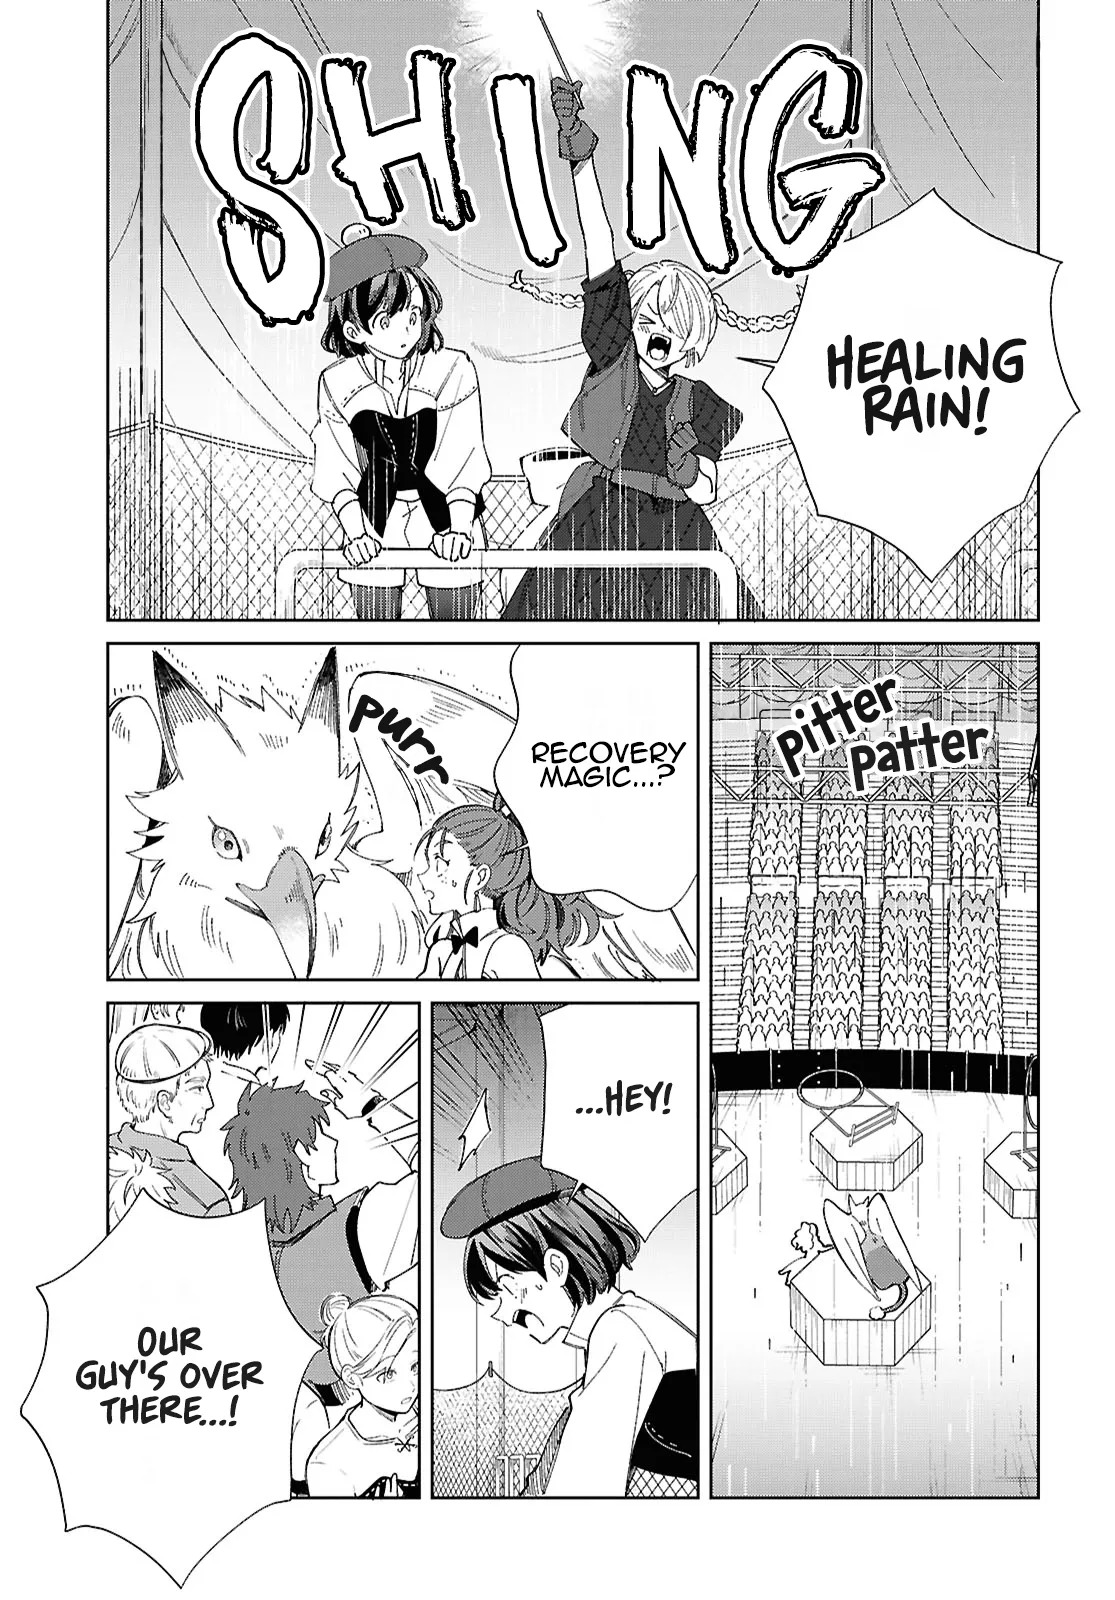 SHING
HEALING
RAIN!
pitter
patter
purr
RECOVERY
MAGIC...?
...HEY!
OUR
GUY'S OVER
THERE...!